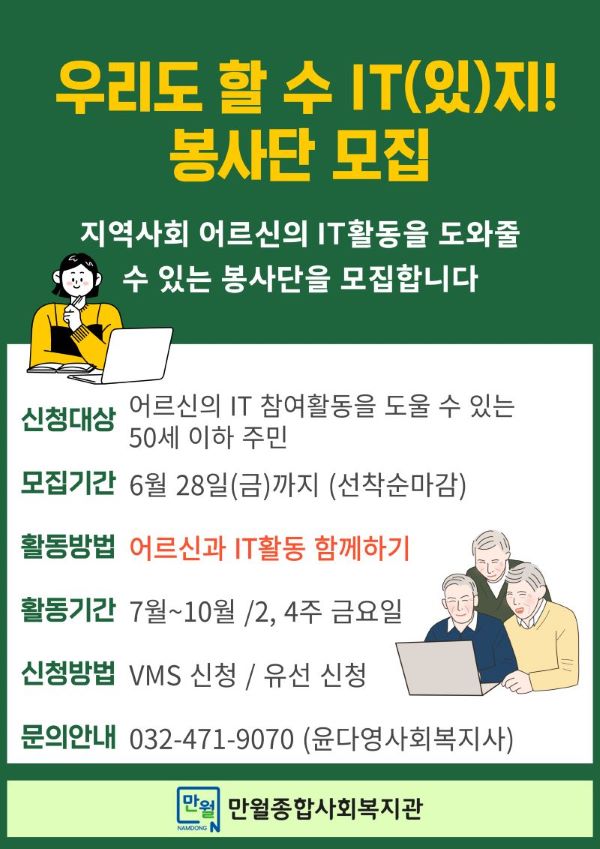 우리도 할 수 IT(있)지!
봉사단 모집
지역사회 어르신의 IT활동을 도와줄
수 있는 봉사단을 모집합니다
신청대상 어르신의 IT 참여활동을 도울 수 있는
50세 이하 주민
모집기간 6월 28일(금)까지 (선착순마감)
활동방법 어르신과 IT활동 함께하기
활동기간 7월~10월 /2, 4주 금요일
신청방법 VMS 신청 / 유선 신청
문의안내 032-471-9070 (윤다영사회복지사)
만월 만월종합사회복지관
NAMDONG